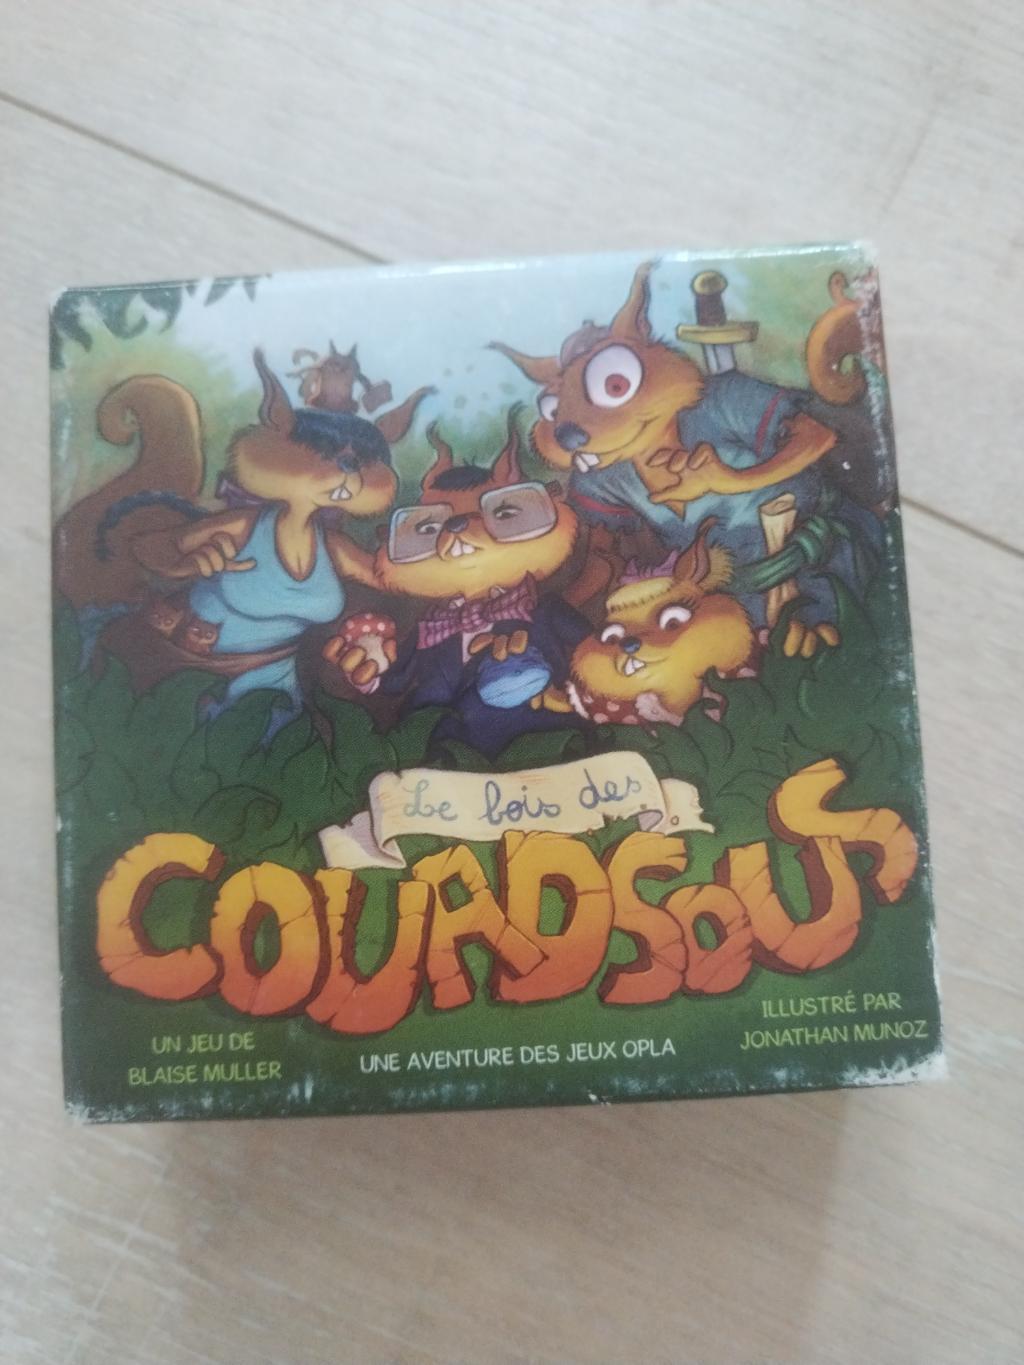 Le bois des
COUADSOUS
UN JEU DE
BLAISE MULLER
UNE AVENTURE DES JEUX OPLA
ILLUSTRÉ PAR
JONATHAN MUNOZ